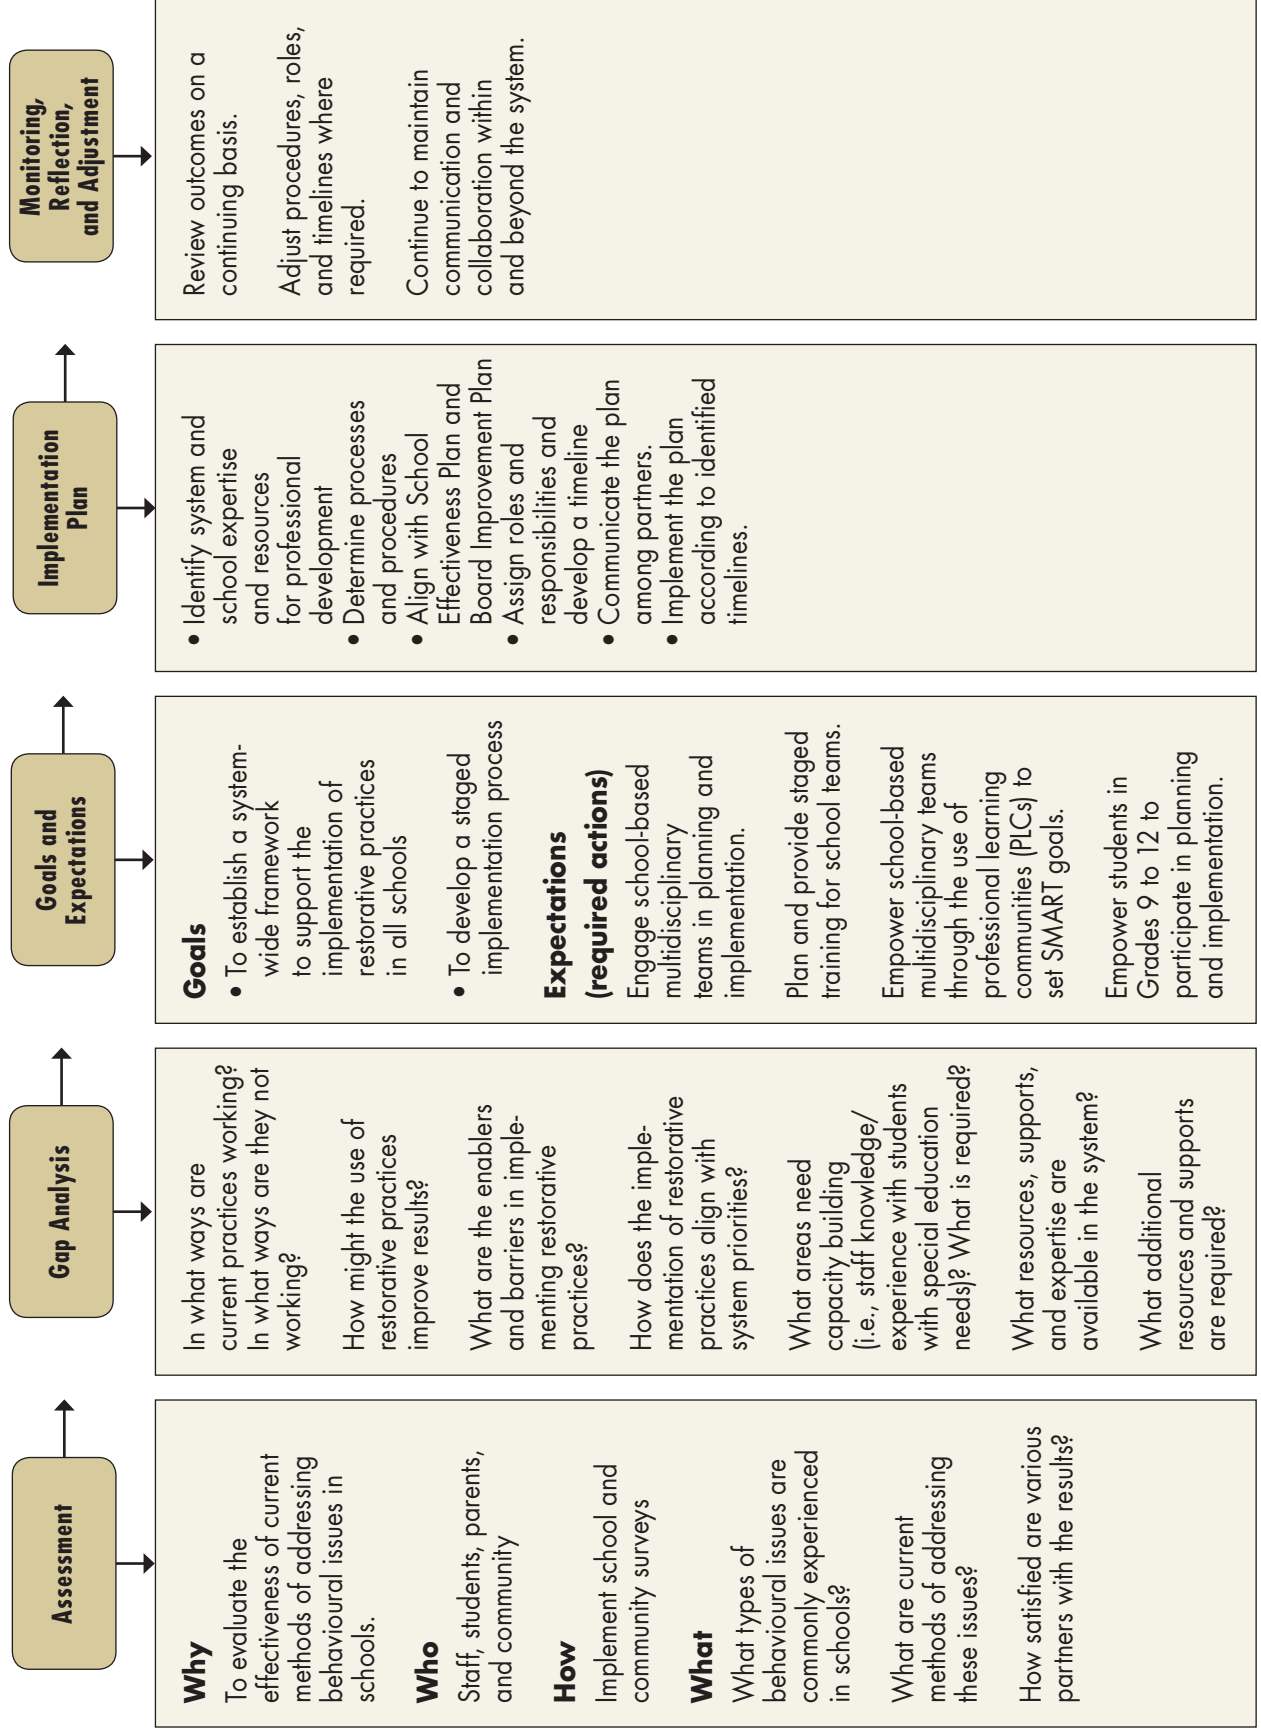 Assessment
Why
To evaluate the
effectiveness of current
methods of addressing
behavioural issues in
schools.
Who
Staff, students, parents,
and community
How
Implement school and
community surveys
What
What types of
behavioural issues are
commonly experienced
in schools?
What are current
methods of addressing
these issues?
How satisfied are various
partners with the results?
Gap Analysis
In what ways are
current practices working?
In what ways are they not
working?
How might the use of
restorative practices
improve results?
What are the enablers
and barriers in imple-
menting restorative
practices?
How does the imple-
mentation of restorative
practices align with
system priorities?
What areas need
capacity building
(i.e., staff knowledge/
experience with students
with special education
needs)? What is required?
What resources, supports,
and expertise are
available in the system?
What additional
resources and supports
are required?
Goals and
Expectations
Goals
• To establish a system-
wide framework
to support the
implementation of
restorative practices
in all schools
• To develop a staged
implementation process
Expectations
(required actions)
Engage school-based
multidisciplinary
teams in planning and
implementation.
Plan and provide staged
training for school teams.
Empower school-based
multidisciplinary teams
through the use of
professional learning
communities (PLCs) to
set SMART goals.
Empower students in
Grades 9 to 12 to
participate in planning
and implementation.
Implementation
Plan
• Identify system and
school expertise
and resources
for professional
development
• Determine processes
and procedures
• Align with School
Effectiveness Plan and
Board Improvement Plan
• Assign roles and
responsibilities and
develop a timeline
• Communicate the plan
among partners.
• Implement the plan
according to identified
timelines.
Monitoring,
Reflection,
and Adjustment
Review outcomes on a
continuing basis.
Adjust procedures, roles,
and timelines where
required.
Continue to maintain
communication and
collaboration within
and beyond the system.